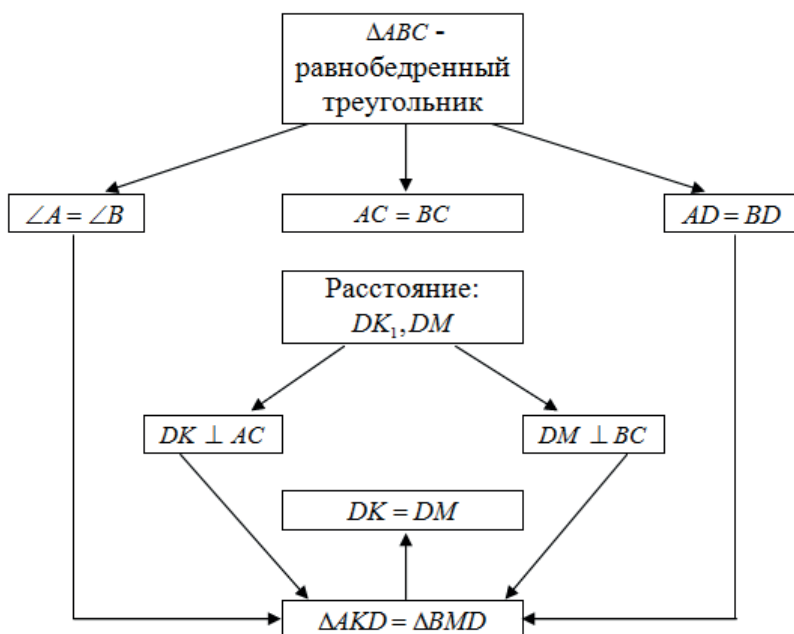 ΔABC -
равнобедренный
треугольник
∠A = ∠B
AC = BC
AD = BD
Расстояние:
DK₁, DM
DK ⊥ AC
DM ⊥ BC
DK = DM
ΔAKD = ΔBMD